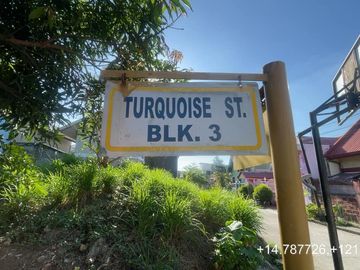 TURQUOISE ST.
BLK. 3
+14.787726,+121